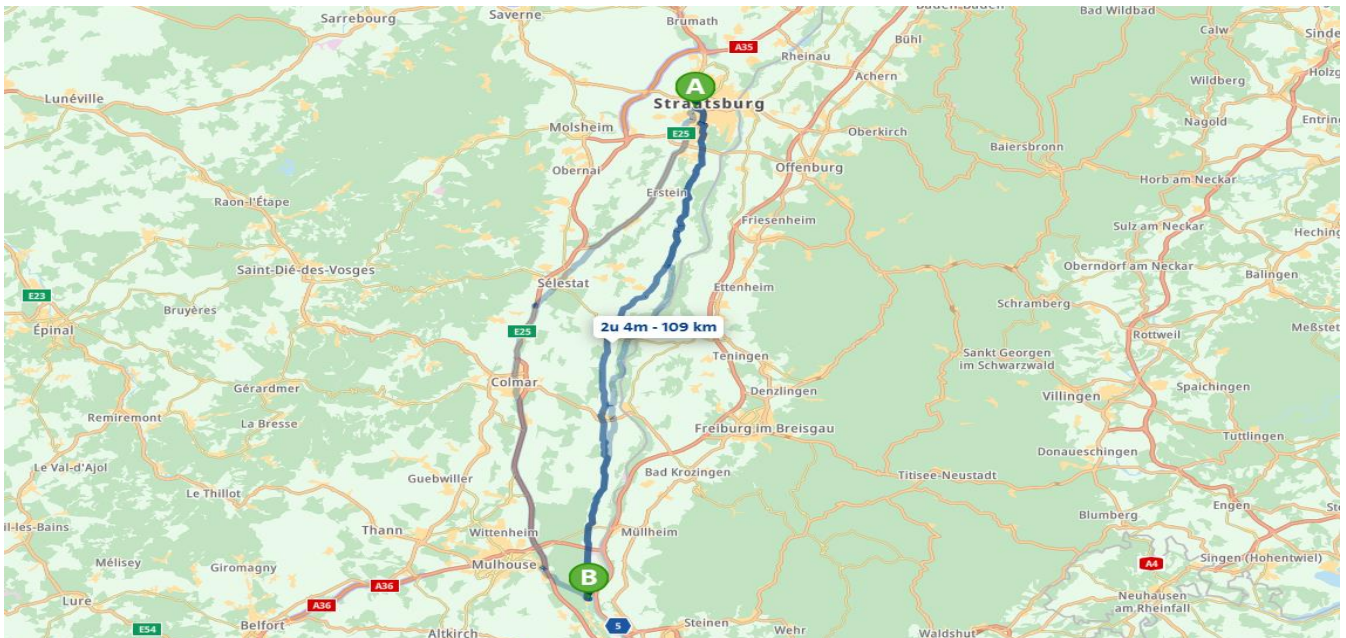 Baden-Baden
Sarrebourg
Saverne
Brumath
Bad Wildbad
Calw
A35
Rheinau
Bühl
Achern
Wildberg
Lunéville
A
Straatsburg
Molsheim
E25
Oberkirch
Nagold
Baiersbronn
Obernai
Offenburg
Horb am Neckar
Raon-l'Étape
Erstein
Friesenheim
Sulz am Neckar
Saint-Dié-des-Vosges
Oberndorf am Neckar
Balingen
Sélestat
Ettenheim
E23
Bruyères
Schramberg
Épinal
E25
2u 4m - 109 km
Rottweil
Teningen
Sankt Georgen
im Schwarzwald
Colmar
Gérardmer
Denzlingen
Villingen
Spaichingen
Remiremont
La Bresse
Freiburg im Breisgau
Tuttlingen
Donaueschingen
Le Val-d'Ajol
Bad Krozingen
Titisee-Neustadt
Guebwiller
Le Thillot
Engen
Blumberg
Thann
Wittenheim
Müllheim
Singen (Hohentwiel)
Mélisey
Giromagny
Mulhouse
A4
B
A36
Lure
A36
Neuhausen
am Rheinfall
Belfort
E54
Altkirch
5
Steinen
Wehr
Waldshut